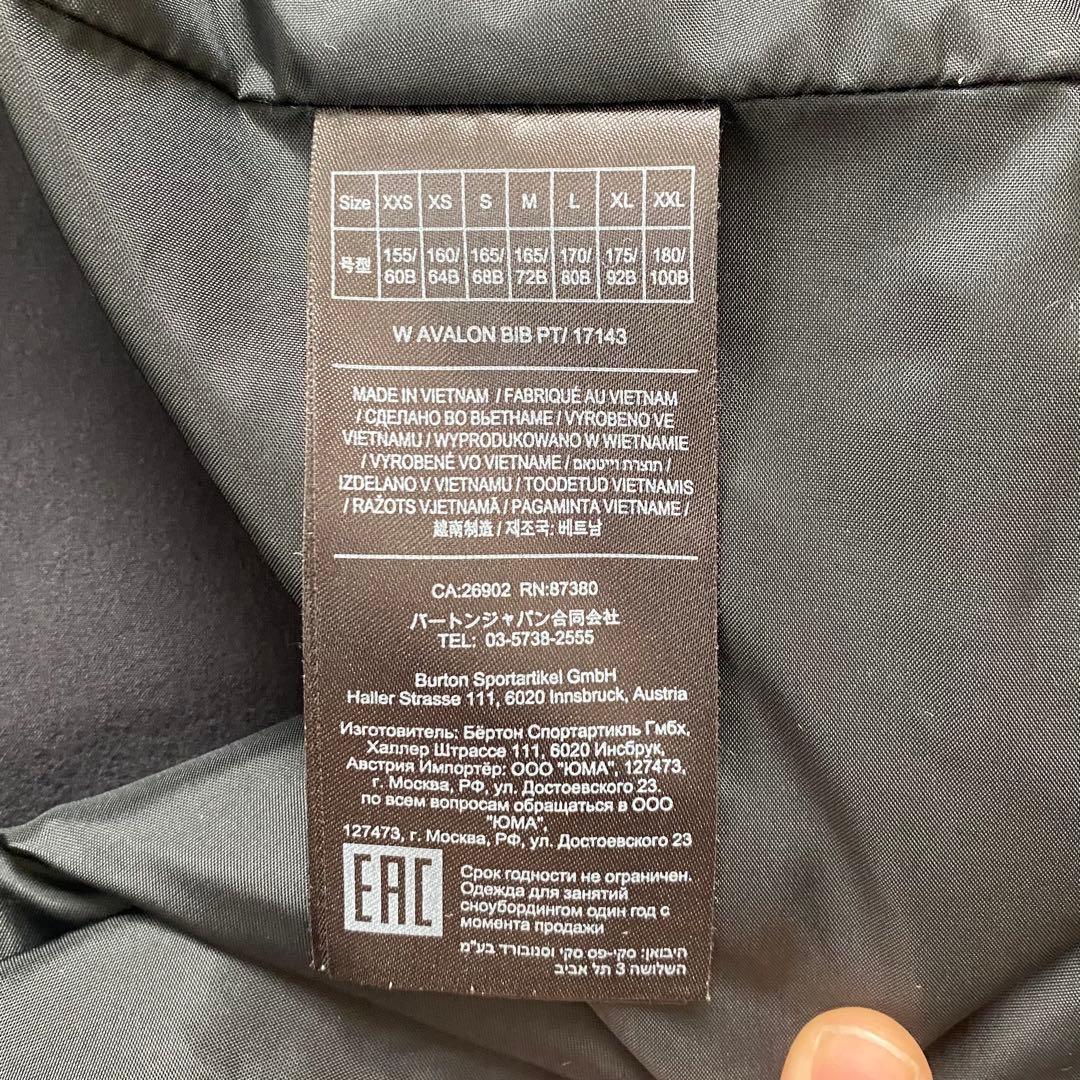 Size XXS XS S M L XL XXL
号型 155/60B 160/64B 165/68B 165/72B 170/80B 175/92B 180/100B
W AVALON BIB PT/ 17143
MADE IN VIETNAM / FABRIQUÉ AU VIETNAM
/ СДЕЛАНО ВО ВЬЕТНАМЕ / VYROBENO VE
VIETNAMU / WYPRODUKOWANO W WIETNAMIE
/ VYROBENÉ VO VIETNAME / תוצרת וייטנאם /
IZDELANO V VIETNAMU / TOODETUD VIETNAMIS
/ RAŽOTS VJETNAMĀ / PAGAMINTA VIETNAME /
越南制造 / 제조국: 베트남
CA:26902 RN:87380
バートンジャパン合同会社
TEL: 03-5738-2555
Burton Sportartikel GmbH
Haller Strasse 111, 6020 Innsbruck, Austria
Изготовитель: Бёртон Спортартикль Гмбх,
Халлер Штрассе 111, 6020 Инсбрук,
Австрия Импортёр: ООО "ЮМА", 127473,
г. Москва, РФ, ул. Достоевского 23.
по всем вопросам обращаться в ООО
"ЮМА",
127473, г. Москва, РФ, ул. Достоевского 23
EAC
Срок годности не ограничен.
Одежда для занятий
сноубордингом один год с
момента продажи
היבואן: סקי-פס סקי וסנובורד בע"מ
השלושה 3 תל אביב